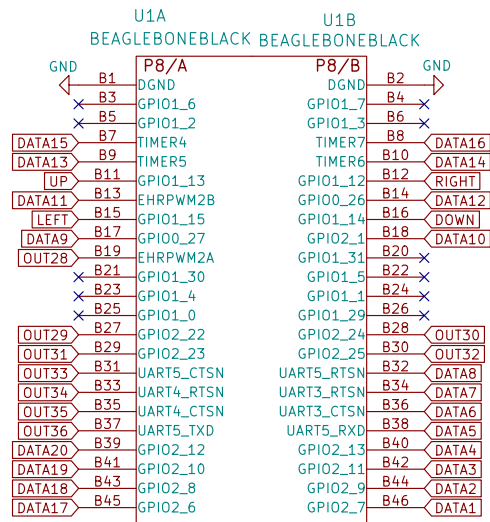 U1A U1B
BEAGLEBONEBLACK BEAGLEBONEBLACK
P8/A P8/B
GND B1 DGND DGND B2 GND
B3 GPIO1_6 GPIO1_7 B4
B5 GPIO1_2 GPIO1_3 B6
DATA15 B7 TIMER4 TIMER7 B8 DATA16
DATA13 B9 TIMER5 TIMER6 B10 DATA14
UP B11 GPIO1_13 GPIO1_12 B12 RIGHT
DATA11 B13 EHRPWM2B GPIO0_26 B14 DATA12
LEFT B15 GPIO1_15 GPIO1_14 B16 DOWN
DATA9 B17 GPIO0_27 GPIO2_1 B18 DATA10
OUT28 B19 EHRPWM2A GPIO1_31 B20
B21 GPIO1_30 GPIO1_5 B22
B23 GPIO1_4 GPIO1_1 B24
B25 GPIO1_0 GPIO1_29 B26
OUT29 B27 GPIO2_22 GPIO2_24 B28 OUT30
OUT31 B29 GPIO2_23 GPIO2_25 B30 OUT32
OUT33 B31 UART5_CTSN UART5_RTSN B32 DATA8
OUT34 B33 UART4_RTSN UART3_RTSN B34 DATA7
OUT35 B35 UART4_CTSN UART3_CTSN B36 DATA6
OUT36 B37 UART5_TXD UART5_RXD B38 DATA5
DATA20 B39 GPIO2_12 GPIO2_13 B40 DATA4
DATA19 B41 GPIO2_10 GPIO2_11 B42 DATA3
DATA18 B43 GPIO2_8 GPIO2_9 B44 DATA2
DATA17 B45 GPIO2_6 GPIO2_7 B46 DATA1